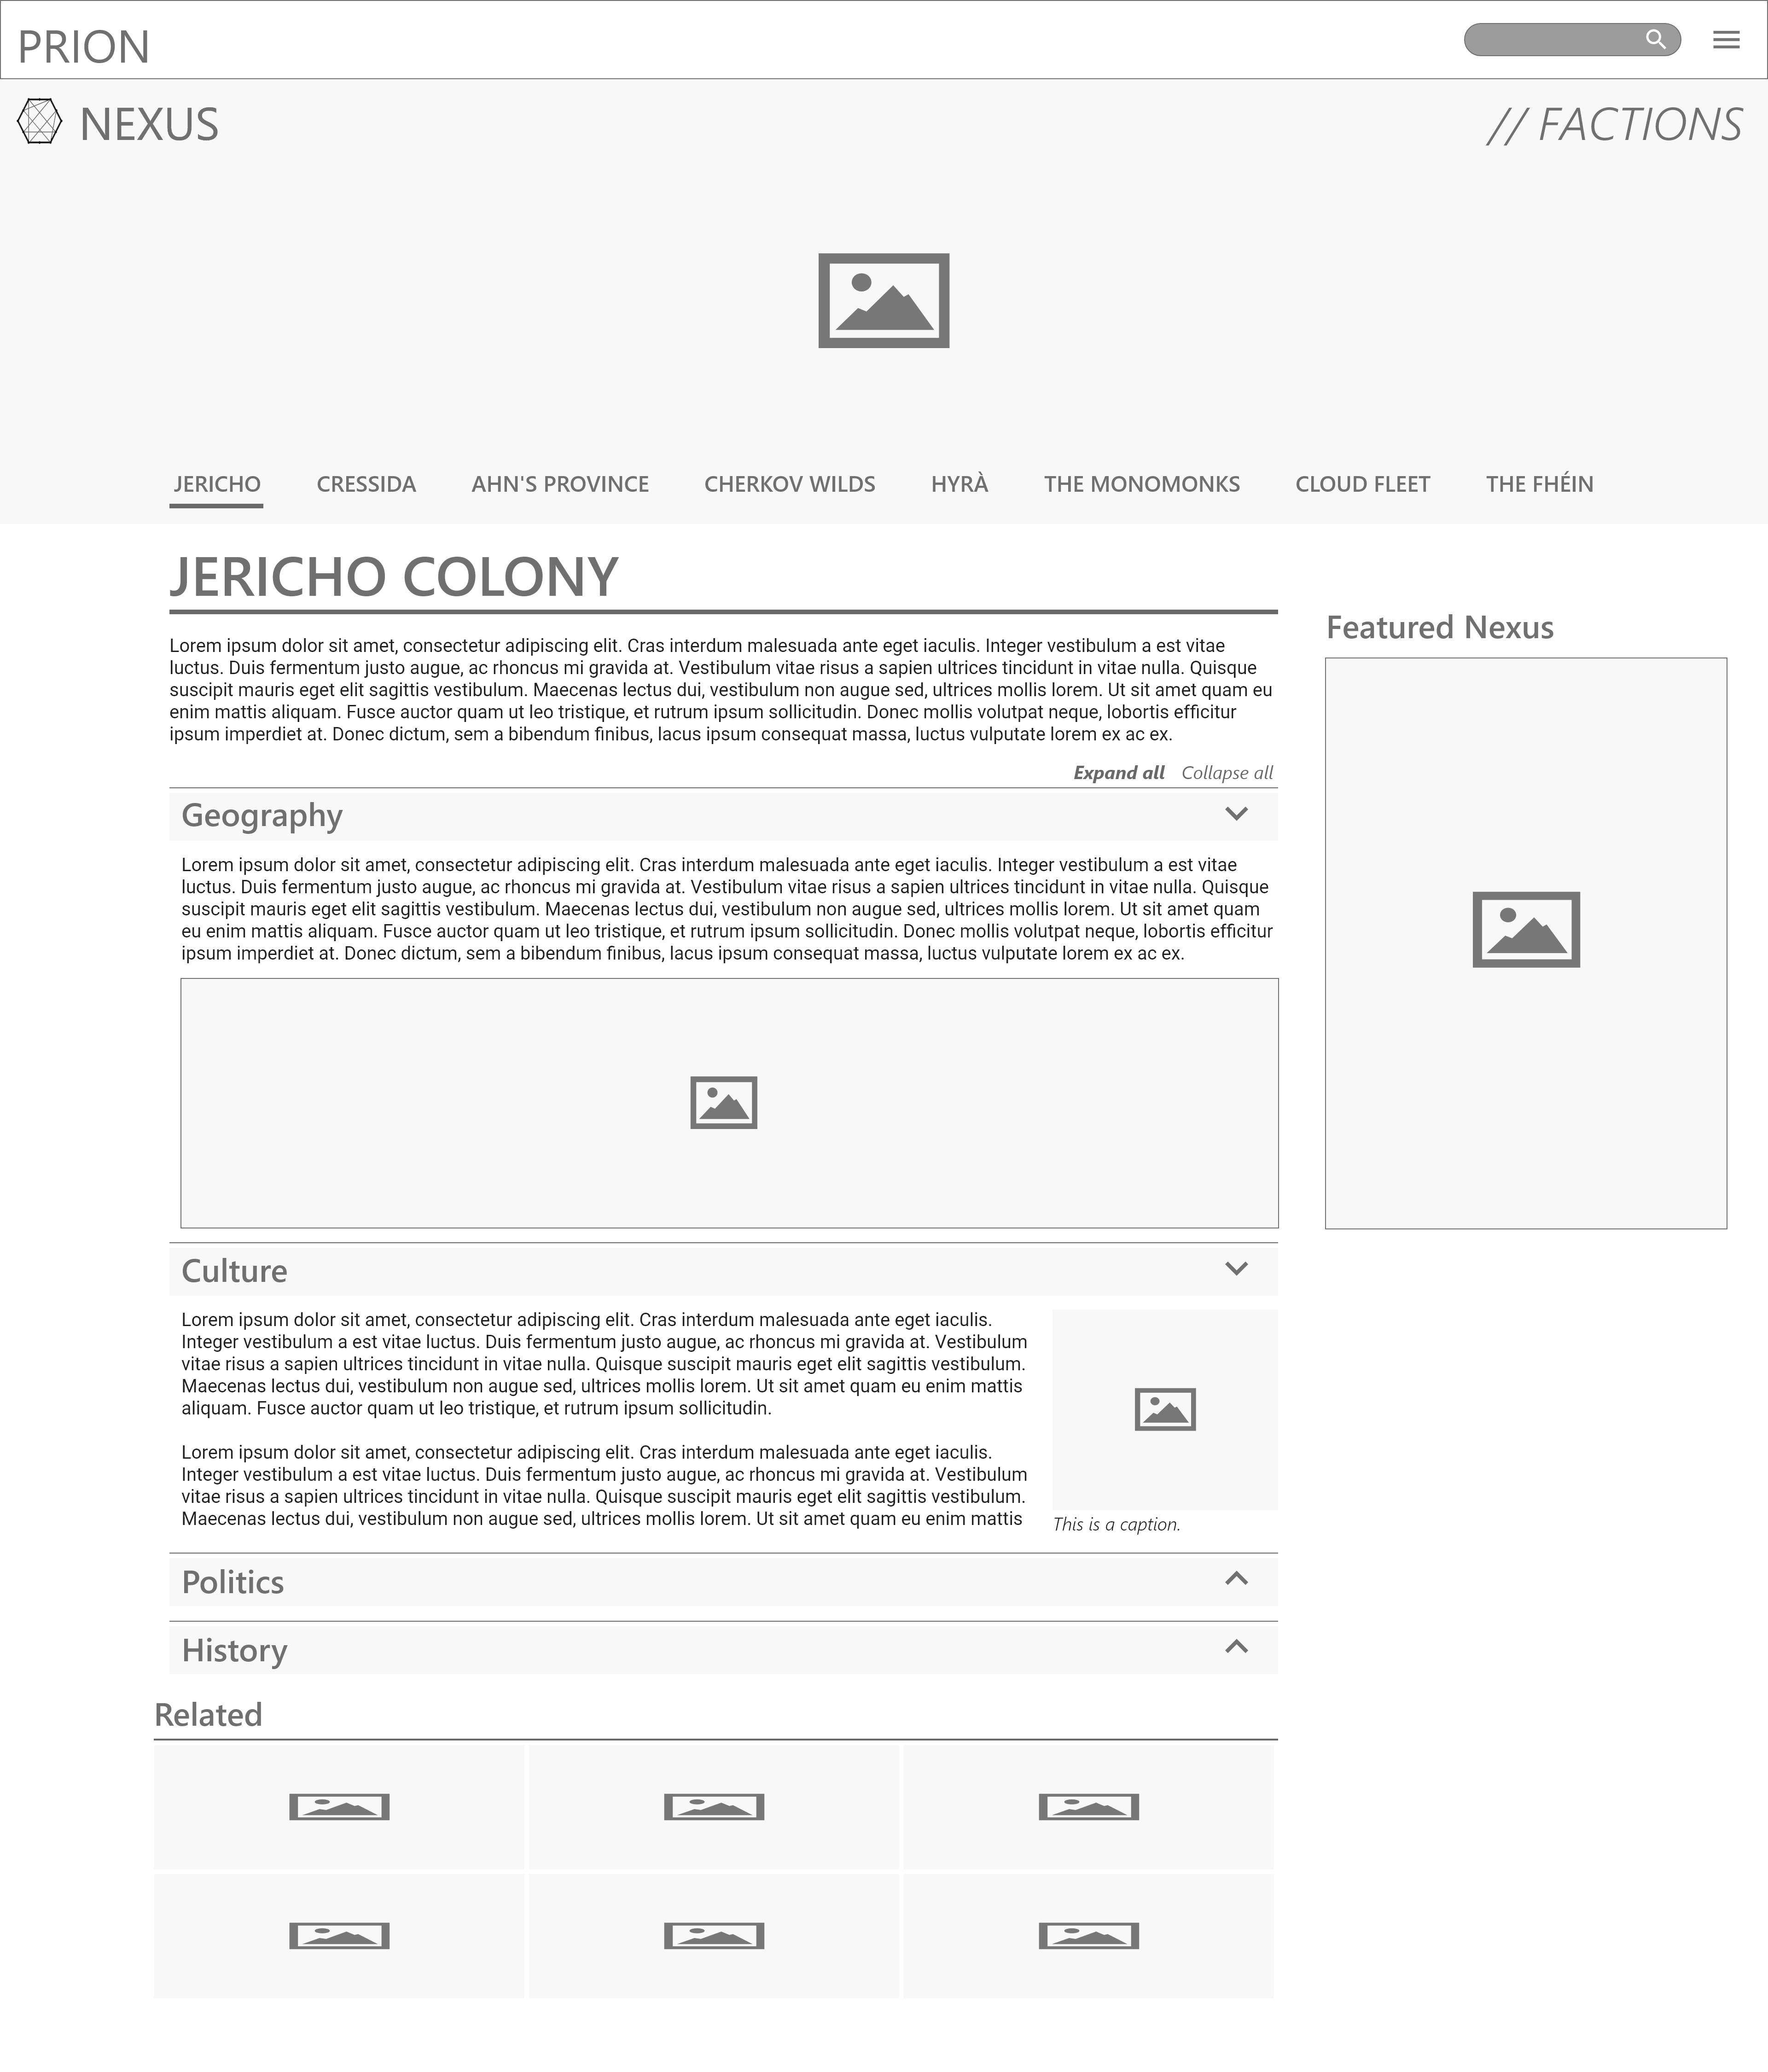 PRION
NEXUS
// FACTIONS
JERICHO CRESSIDA AHN'S PROVINCE CHERKOV WILDS HYRÀ THE MONOMONKS CLOUD FLEET THE FHÉIN
JERICHO COLONY
Lorem ipsum dolor sit amet, consectetur adipiscing elit. Cras interdum malesuada ante eget iaculis. Integer vestibulum a est vitae
luctus. Duis fermentum justo augue, ac rhoncus mi gravida at. Vestibulum vitae risus a sapien ultrices tincidunt in vitae nulla. Quisque
suscipit mauris eget elit sagittis vestibulum. Maecenas lectus dui, vestibulum non augue sed, ultrices mollis lorem. Ut sit amet quam eu
enim mattis aliquam. Fusce auctor quam ut leo tristique, et rutrum ipsum sollicitudin. Donec mollis volutpat neque, lobortis efficitur
ipsum imperdiet at. Donec dictum, sem a bibendum finibus, lacus ipsum consequat massa, luctus vulputate lorem ex ac ex.
Expand all Collapse all
Geography
Lorem ipsum dolor sit amet, consectetur adipiscing elit. Cras interdum malesuada ante eget iaculis. Integer vestibulum a est vitae
luctus. Duis fermentum justo augue, ac rhoncus mi gravida at. Vestibulum vitae risus a sapien ultrices tincidunt in vitae nulla. Quisque
suscipit mauris eget elit sagittis vestibulum. Maecenas lectus dui, vestibulum non augue sed, ultrices mollis lorem. Ut sit amet quam
eu enim mattis aliquam. Fusce auctor quam ut leo tristique, et rutrum ipsum sollicitudin. Donec mollis volutpat neque, lobortis efficitur
ipsum imperdiet at. Donec dictum, sem a bibendum finibus, lacus ipsum consequat massa, luctus vulputate lorem ex ac ex.
Culture
Lorem ipsum dolor sit amet, consectetur adipiscing elit. Cras interdum malesuada ante eget iaculis.
Integer vestibulum a est vitae luctus. Duis fermentum justo augue, ac rhoncus mi gravida at. Vestibulum
vitae risus a sapien ultrices tincidunt in vitae nulla. Quisque suscipit mauris eget elit sagittis vestibulum.
Maecenas lectus dui, vestibulum non augue sed, ultrices mollis lorem. Ut sit amet quam eu enim mattis
aliquam. Fusce auctor quam ut leo tristique, et rutrum ipsum sollicitudin.
Lorem ipsum dolor sit amet, consectetur adipiscing elit. Cras interdum malesuada ante eget iaculis.
Integer vestibulum a est vitae luctus. Duis fermentum justo augue, ac rhoncus mi gravida at. Vestibulum
vitae risus a sapien ultrices tincidunt in vitae nulla. Quisque suscipit mauris eget elit sagittis vestibulum.
Maecenas lectus dui, vestibulum non augue sed, ultrices mollis lorem. Ut sit amet quam eu enim mattis
This is a caption.
Politics
History
Related
Featured Nexus